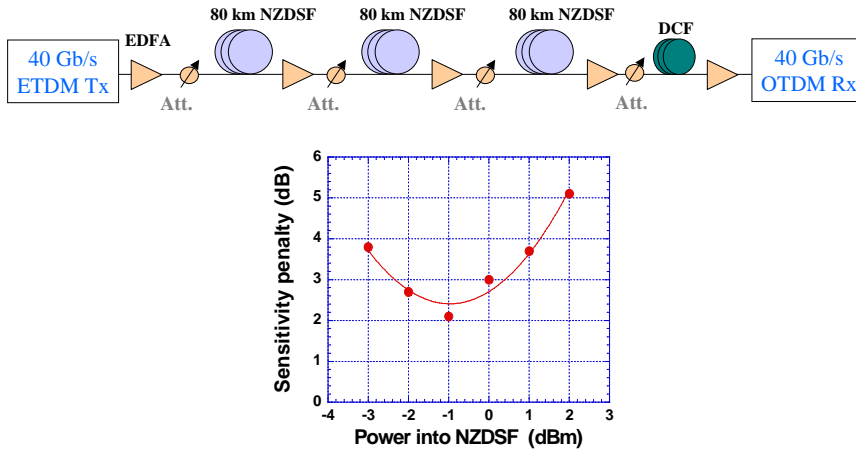 80 km NZDSF
80 km NZDSF
80 km NZDSF
DCF
EDFA
40 Gb/s
ETDM Tx
40 Gb/s
OTDM Rx
Att.
Att.
Att.
Att.
6
5
4
3
2
1
0
Sensitivity penalty (dB)
-4 -3 -2 -1 0 1 2 3
Power into NZDSF (dBm)